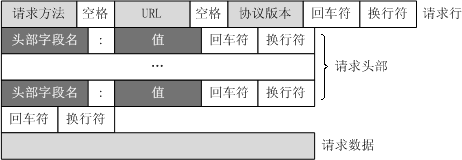 请求方法 空格 URL 空格 协议版本 回车符 换行符 请求行
头部字段名 : 值 回车符 换行符
… 请求头部
头部字段名 : 值 回车符 换行符
回车符 换行符
请求数据